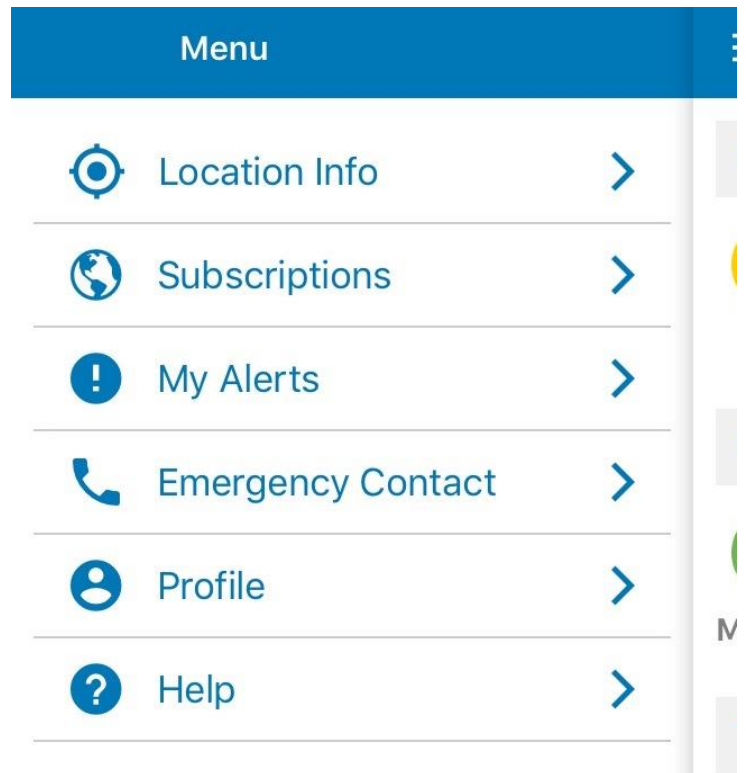 Menu
Location Info
Subscriptions
My Alerts
Emergency Contact
Profile
Help
M